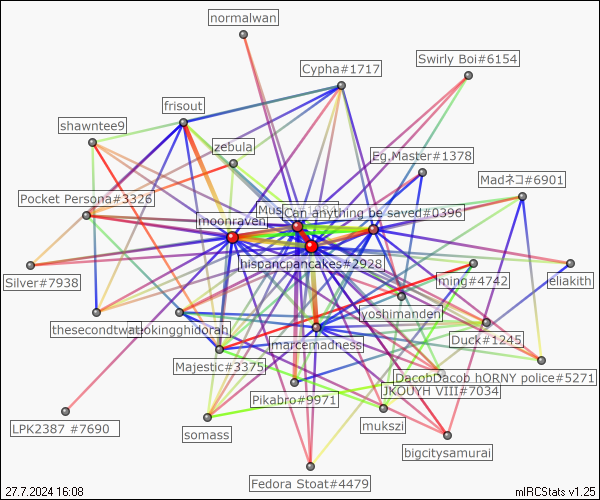 normalwan
Swirly Boi#6154
Cypha#1717
frisout
shawntee9
zebula
Eg.Master#1378
Madネコ#6901
Pocket Persona#3326
Can anything be saved#0396
moonraven
hispancpancakes#2928
Silver#7938
ming#4742
eliakith
yoshimanden
thesecondtwat
marcemadness
Duck#1245
Majestic#3375
DacobDacob hORNY police#5271
JKOUYH VIII#7034
Pikabro#9971
LPK2387 #7690
somass
mukszi
bigcitysamurai
Fedora Stoat#4479
27.7.2024 16:08
mIRCStats v1.25